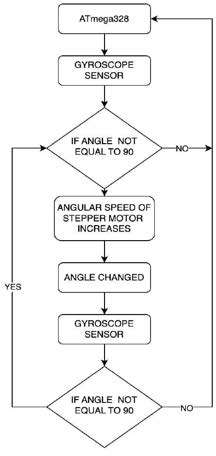 ATmega328
GYROSCOPE
SENSOR
IF ANGLE NOT
EQUAL TO 90
NO
ANGULAR SPEED OF
STEPPER MOTOR
INCREASES
YES
ANGLE CHANGED
GYROSCOPE
SENSOR
IF ANGLE NOT
EQUAL TO 90
NO